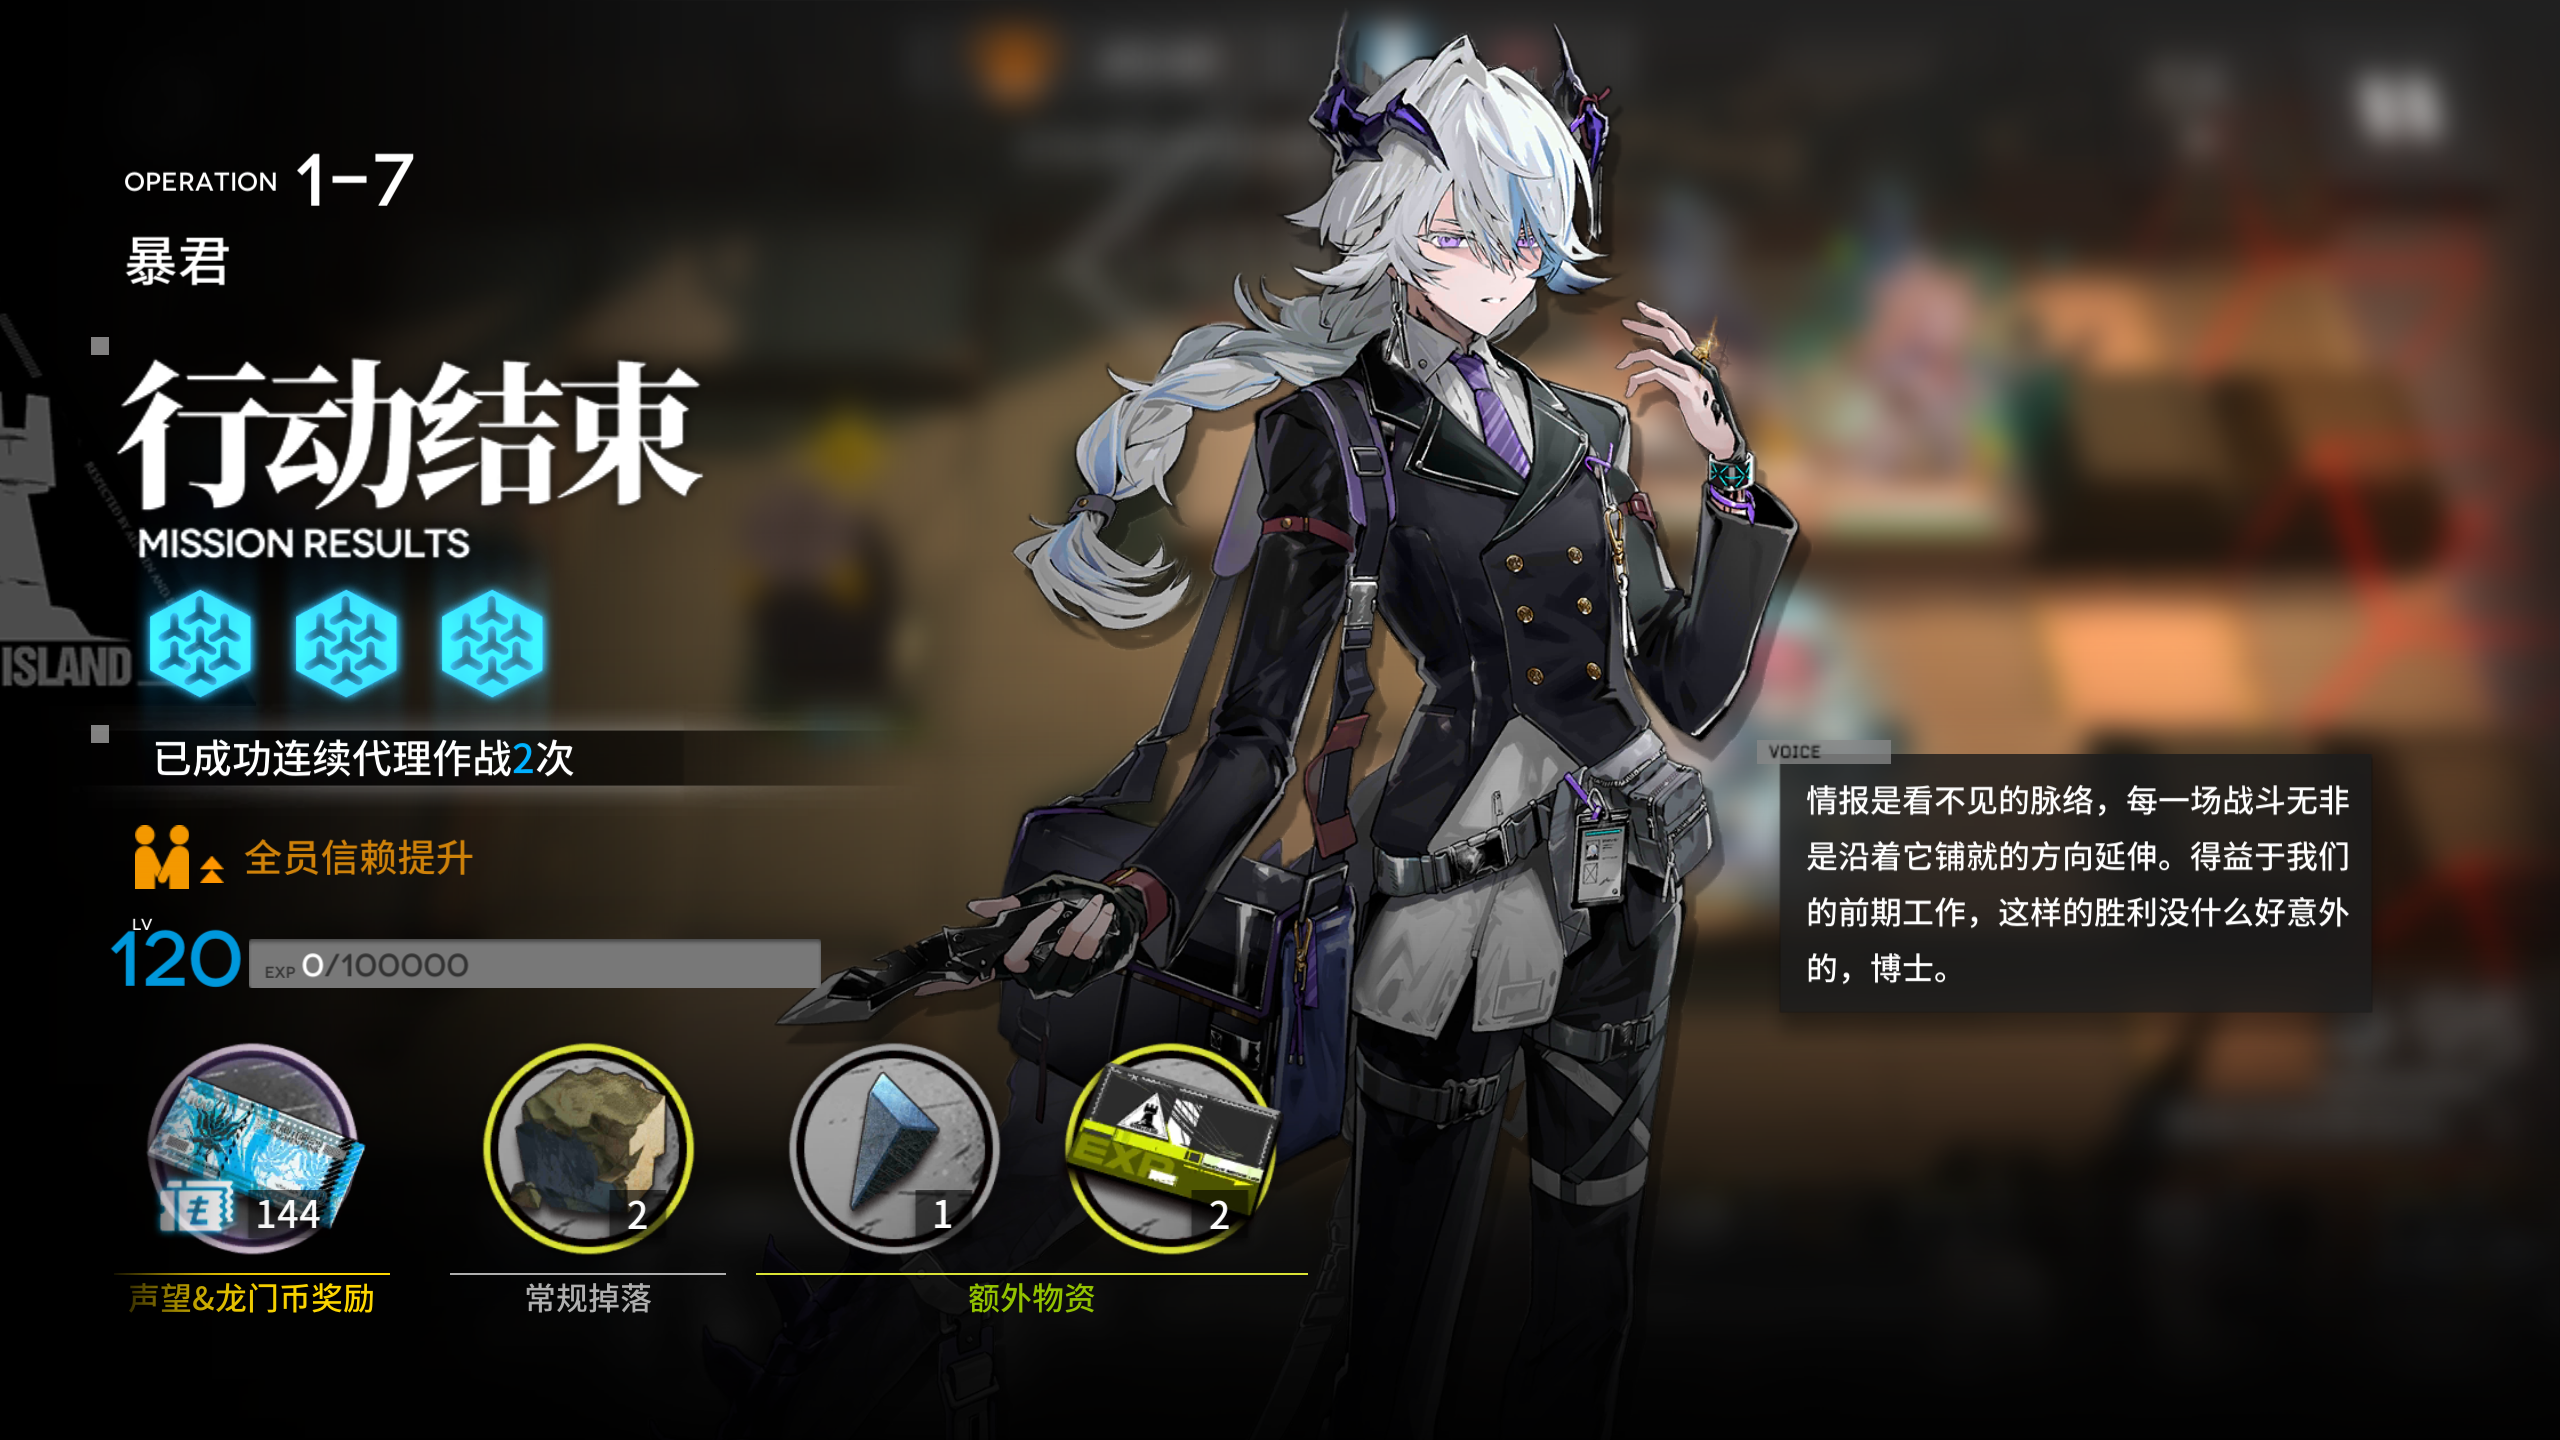 OPERATION 1-7
暴君
行动结束
MISSION RESULTS
ISLAND
已成功连续代理作战2次
全员信赖提升
LV
120
EXP 0/100000
VOICE
情报是看不见的脉络，每一场战斗无非
是沿着它铺就的方向延伸。得益于我们
的前期工作，这样的胜利没什么好意外
的，博士。
144
2
1
EXP
2
声望&龙门币奖励
常规掉落
额外物资